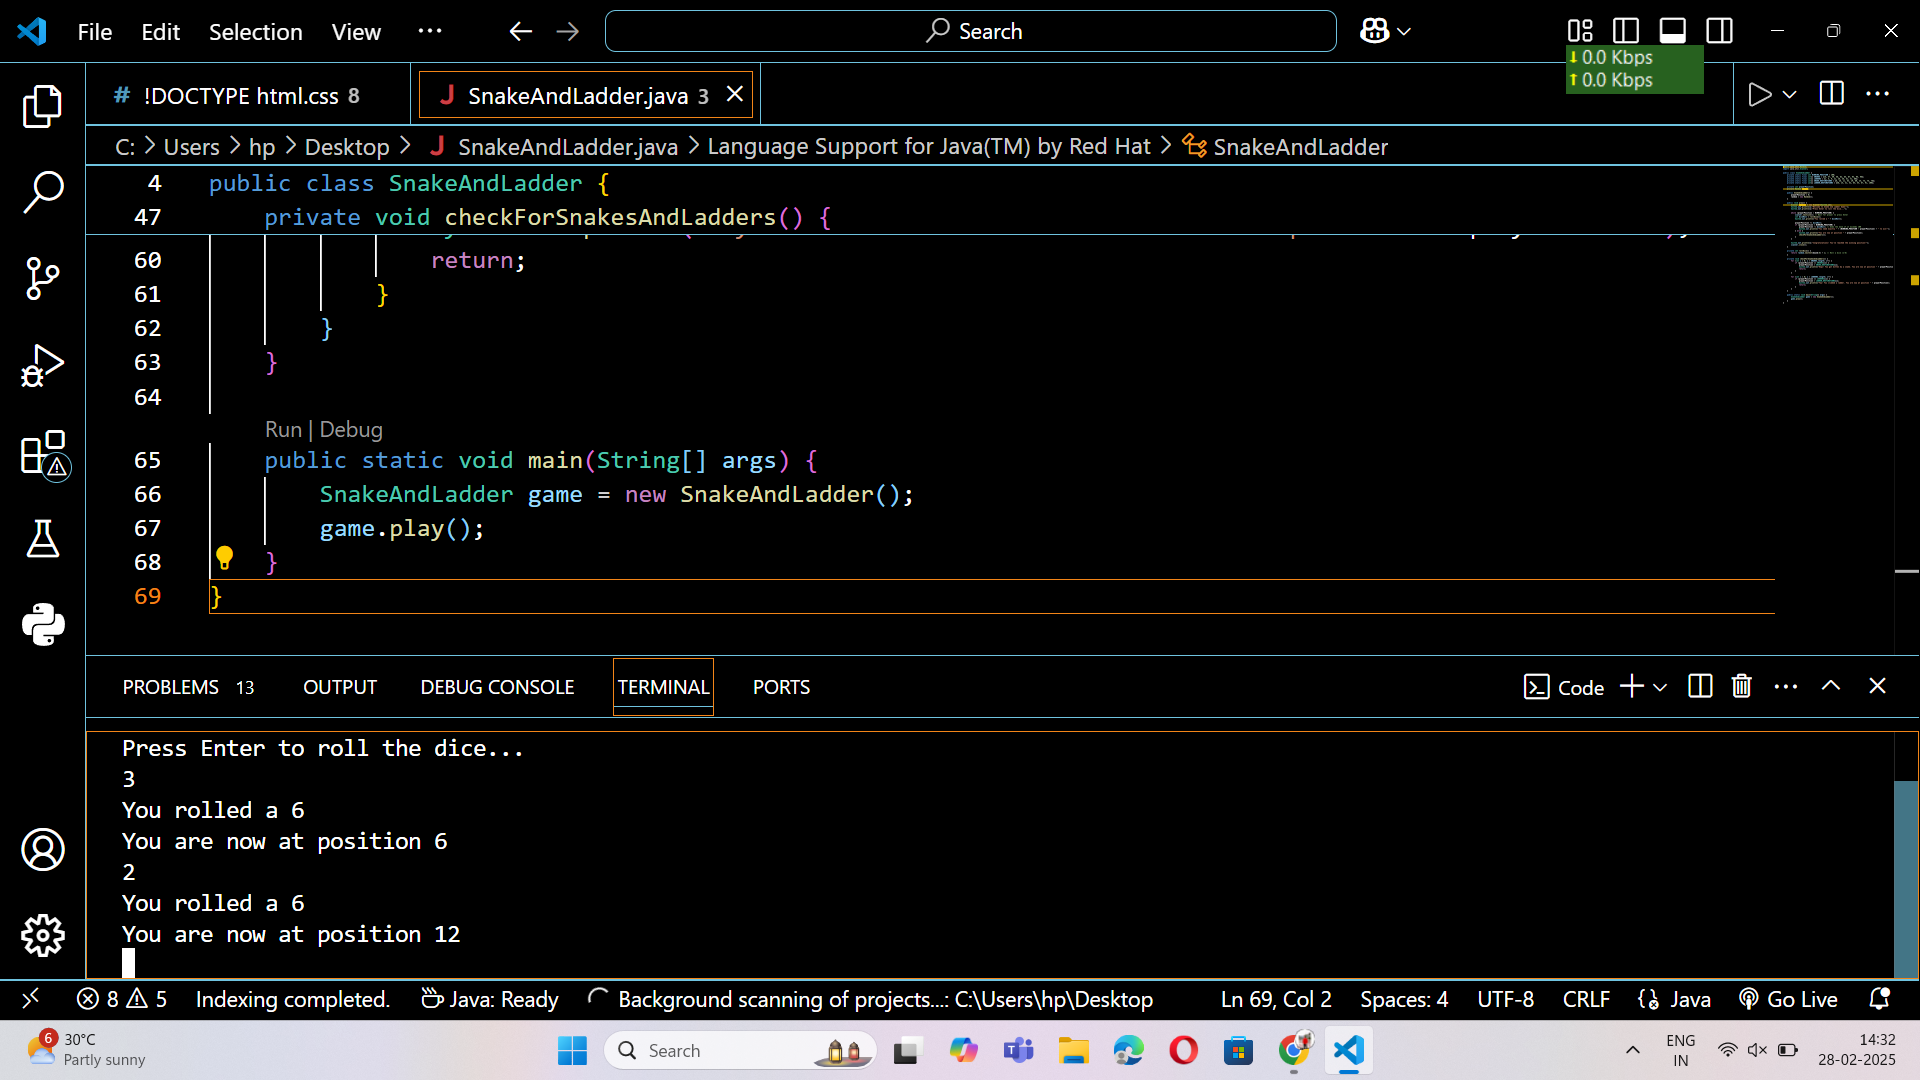 File Edit Selection View ... Search
0.0 Kbps
0.0 Kbps
# !DOCTYPE html.css 8
J SnakeAndLadder.java 3
C: > Users > hp > Desktop > J SnakeAndLadder.java > Language Support for Java(TM) by Red Hat > SnakeAndLadder
4 public class SnakeAndLadder {
47 private void checkForSnakesAndLadders() {
60 return;
61 }
62 }
63 }
64
Run | Debug
65 public static void main(String[] args) {
66 SnakeAndLadder game = new SnakeAndLadder();
67 game.play();
68 }
69 }
PROBLEMS 13 OUTPUT DEBUG CONSOLE TERMINAL PORTS Code
Press Enter to roll the dice...
3
You rolled a 6
You are now at position 6
2
You rolled a 6
You are now at position 12
8 5 Indexing completed. Java: Ready Background scanning of projects...: C:\Users\hp\Desktop Ln 69, Col 2 Spaces: 4 UTF-8 CRLF Java Go Live
6
30°C
Partly sunny
Search
ENG
IN
14:32
28-02-2025